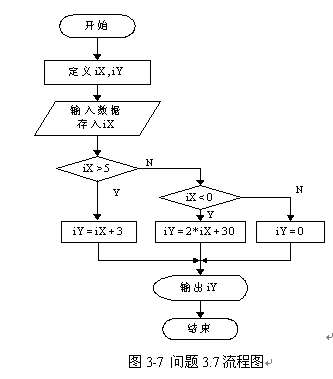 开始
定义iX,iY
输入数据
存入iX
iX>5
N
Y
iX<0
N
Y
iY=iX+3
iY=2*iX+30
iY=0
输出iY
结束
图 3-7 问题 3.7 流程图